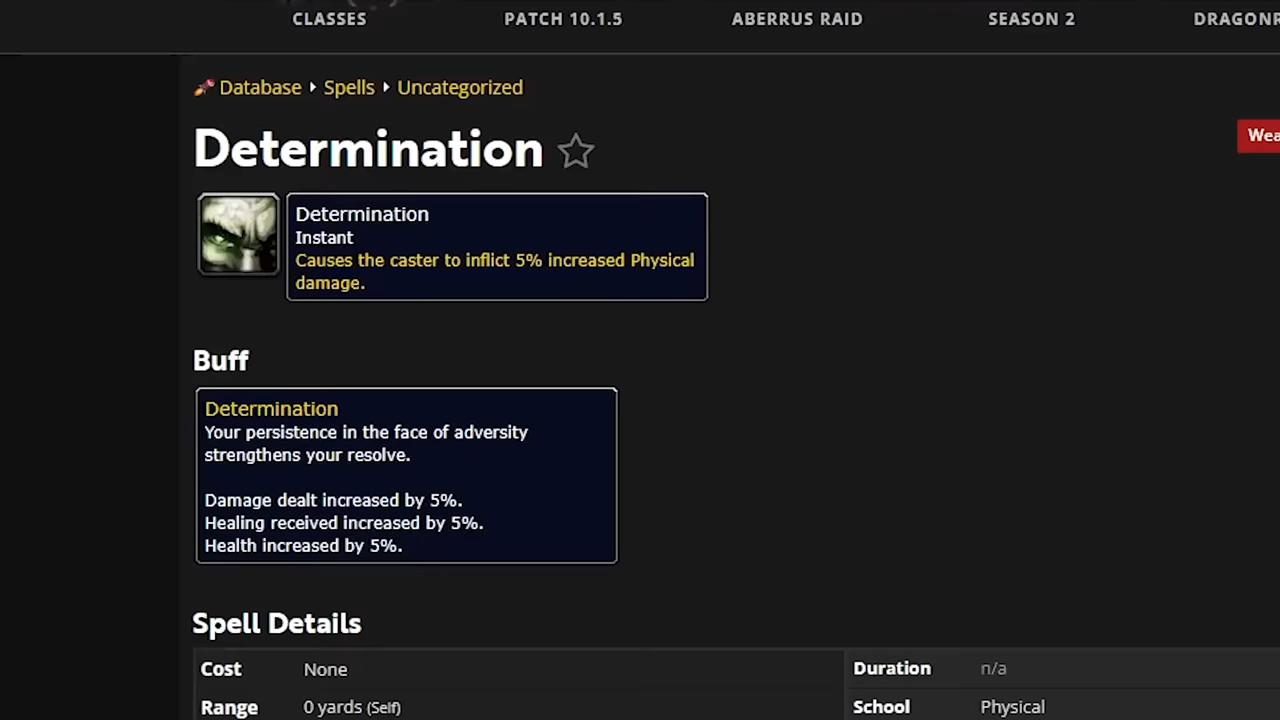 CLASSES PATCH 10.1.5 ABERRUS RAID SEASON 2 DRAGONR
Database Spells Uncategorized
Determination
Wea
Determination
Instant
Causes the caster to inflict 5% increased Physical
damage.
Buff
Determination
Your persistence in the face of adversity
strengthens your resolve.
Damage dealt increased by 5%.
Healing received increased by 5%.
Health increased by 5%.
Spell Details
Cost None Duration n/a
Range 0 yards (Self) School Physical